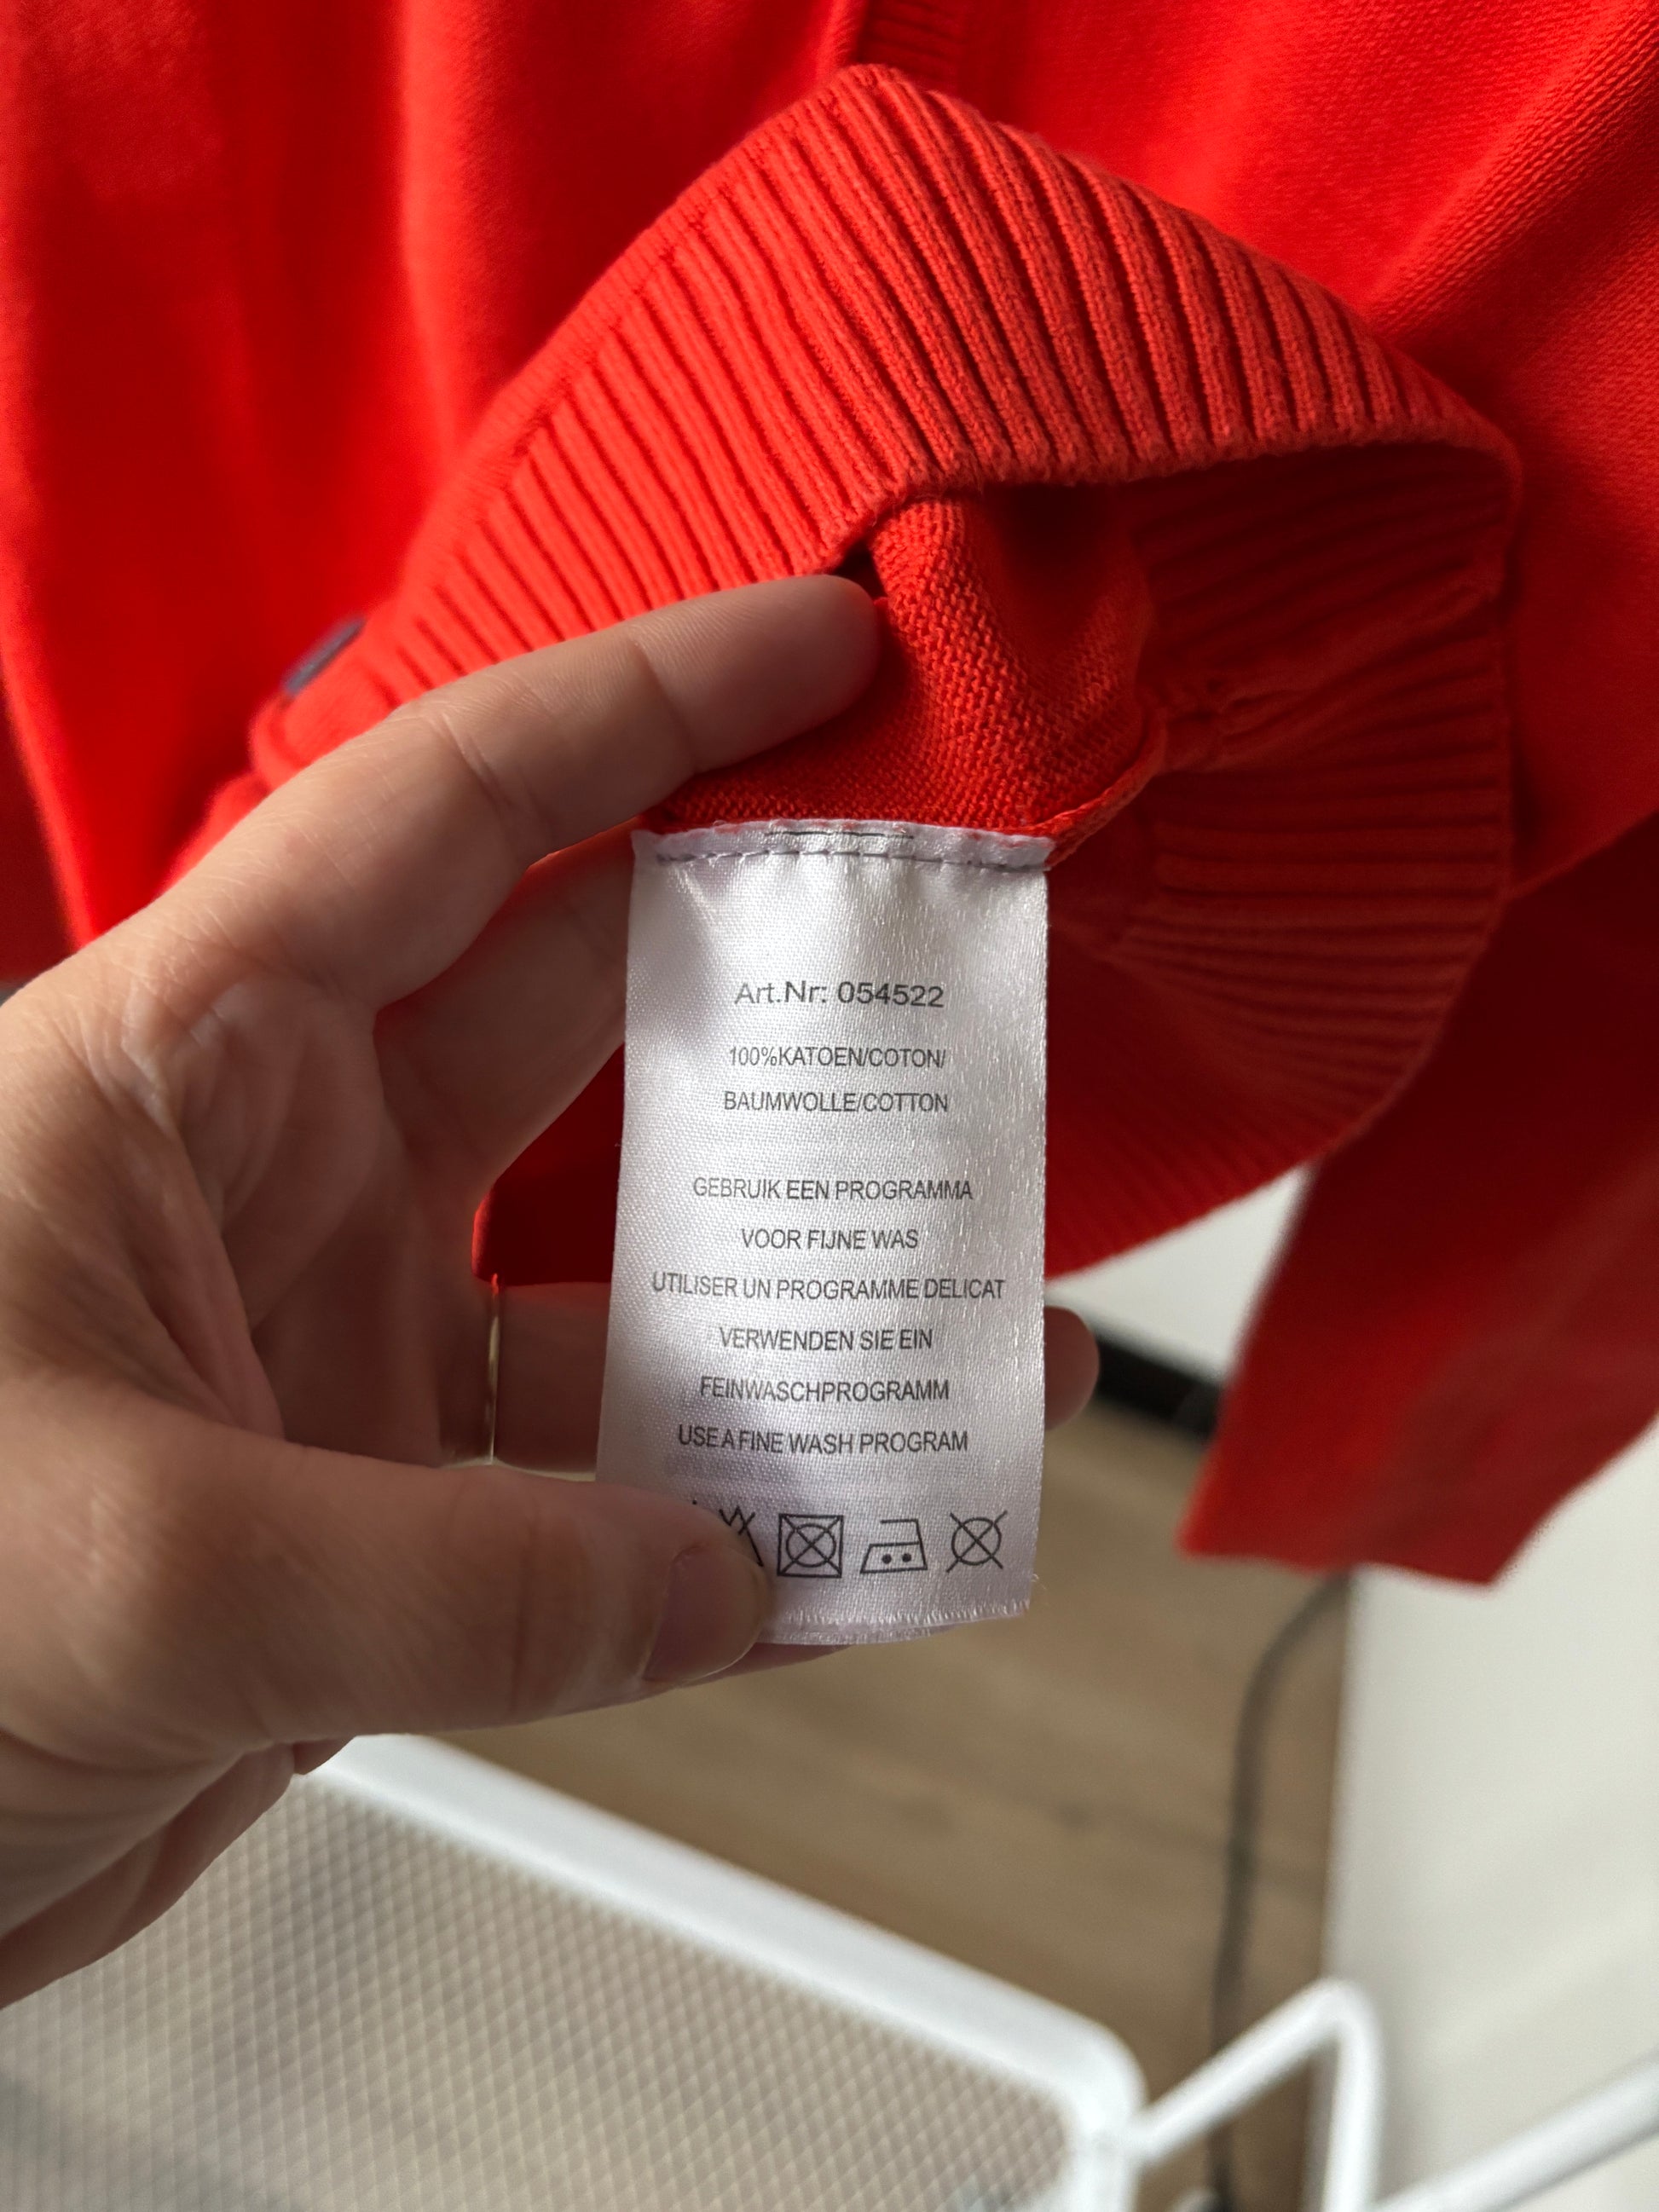 Art.Nr: 054522
100%KATOEN/COTON/
BAUMWOLLE/COTTON
GEBRUIK EEN PROGRAMMA
VOOR FIJNE WAS
UTILISER UN PROGRAMME DELICAT
VERWENDEN SIE EIN
FEINWASCHPROGRAMM
USE A FINE WASH PROGRAM